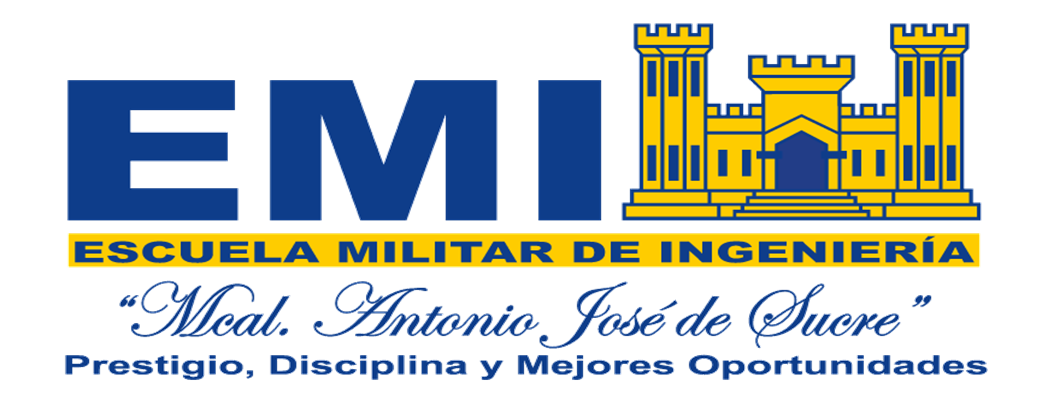 EMI
ESCUELA MILITAR DE INGENIERÍA
“Mcal. Antonio José de Sucre”
Prestigio, Disciplina y Mejores Oportunidades